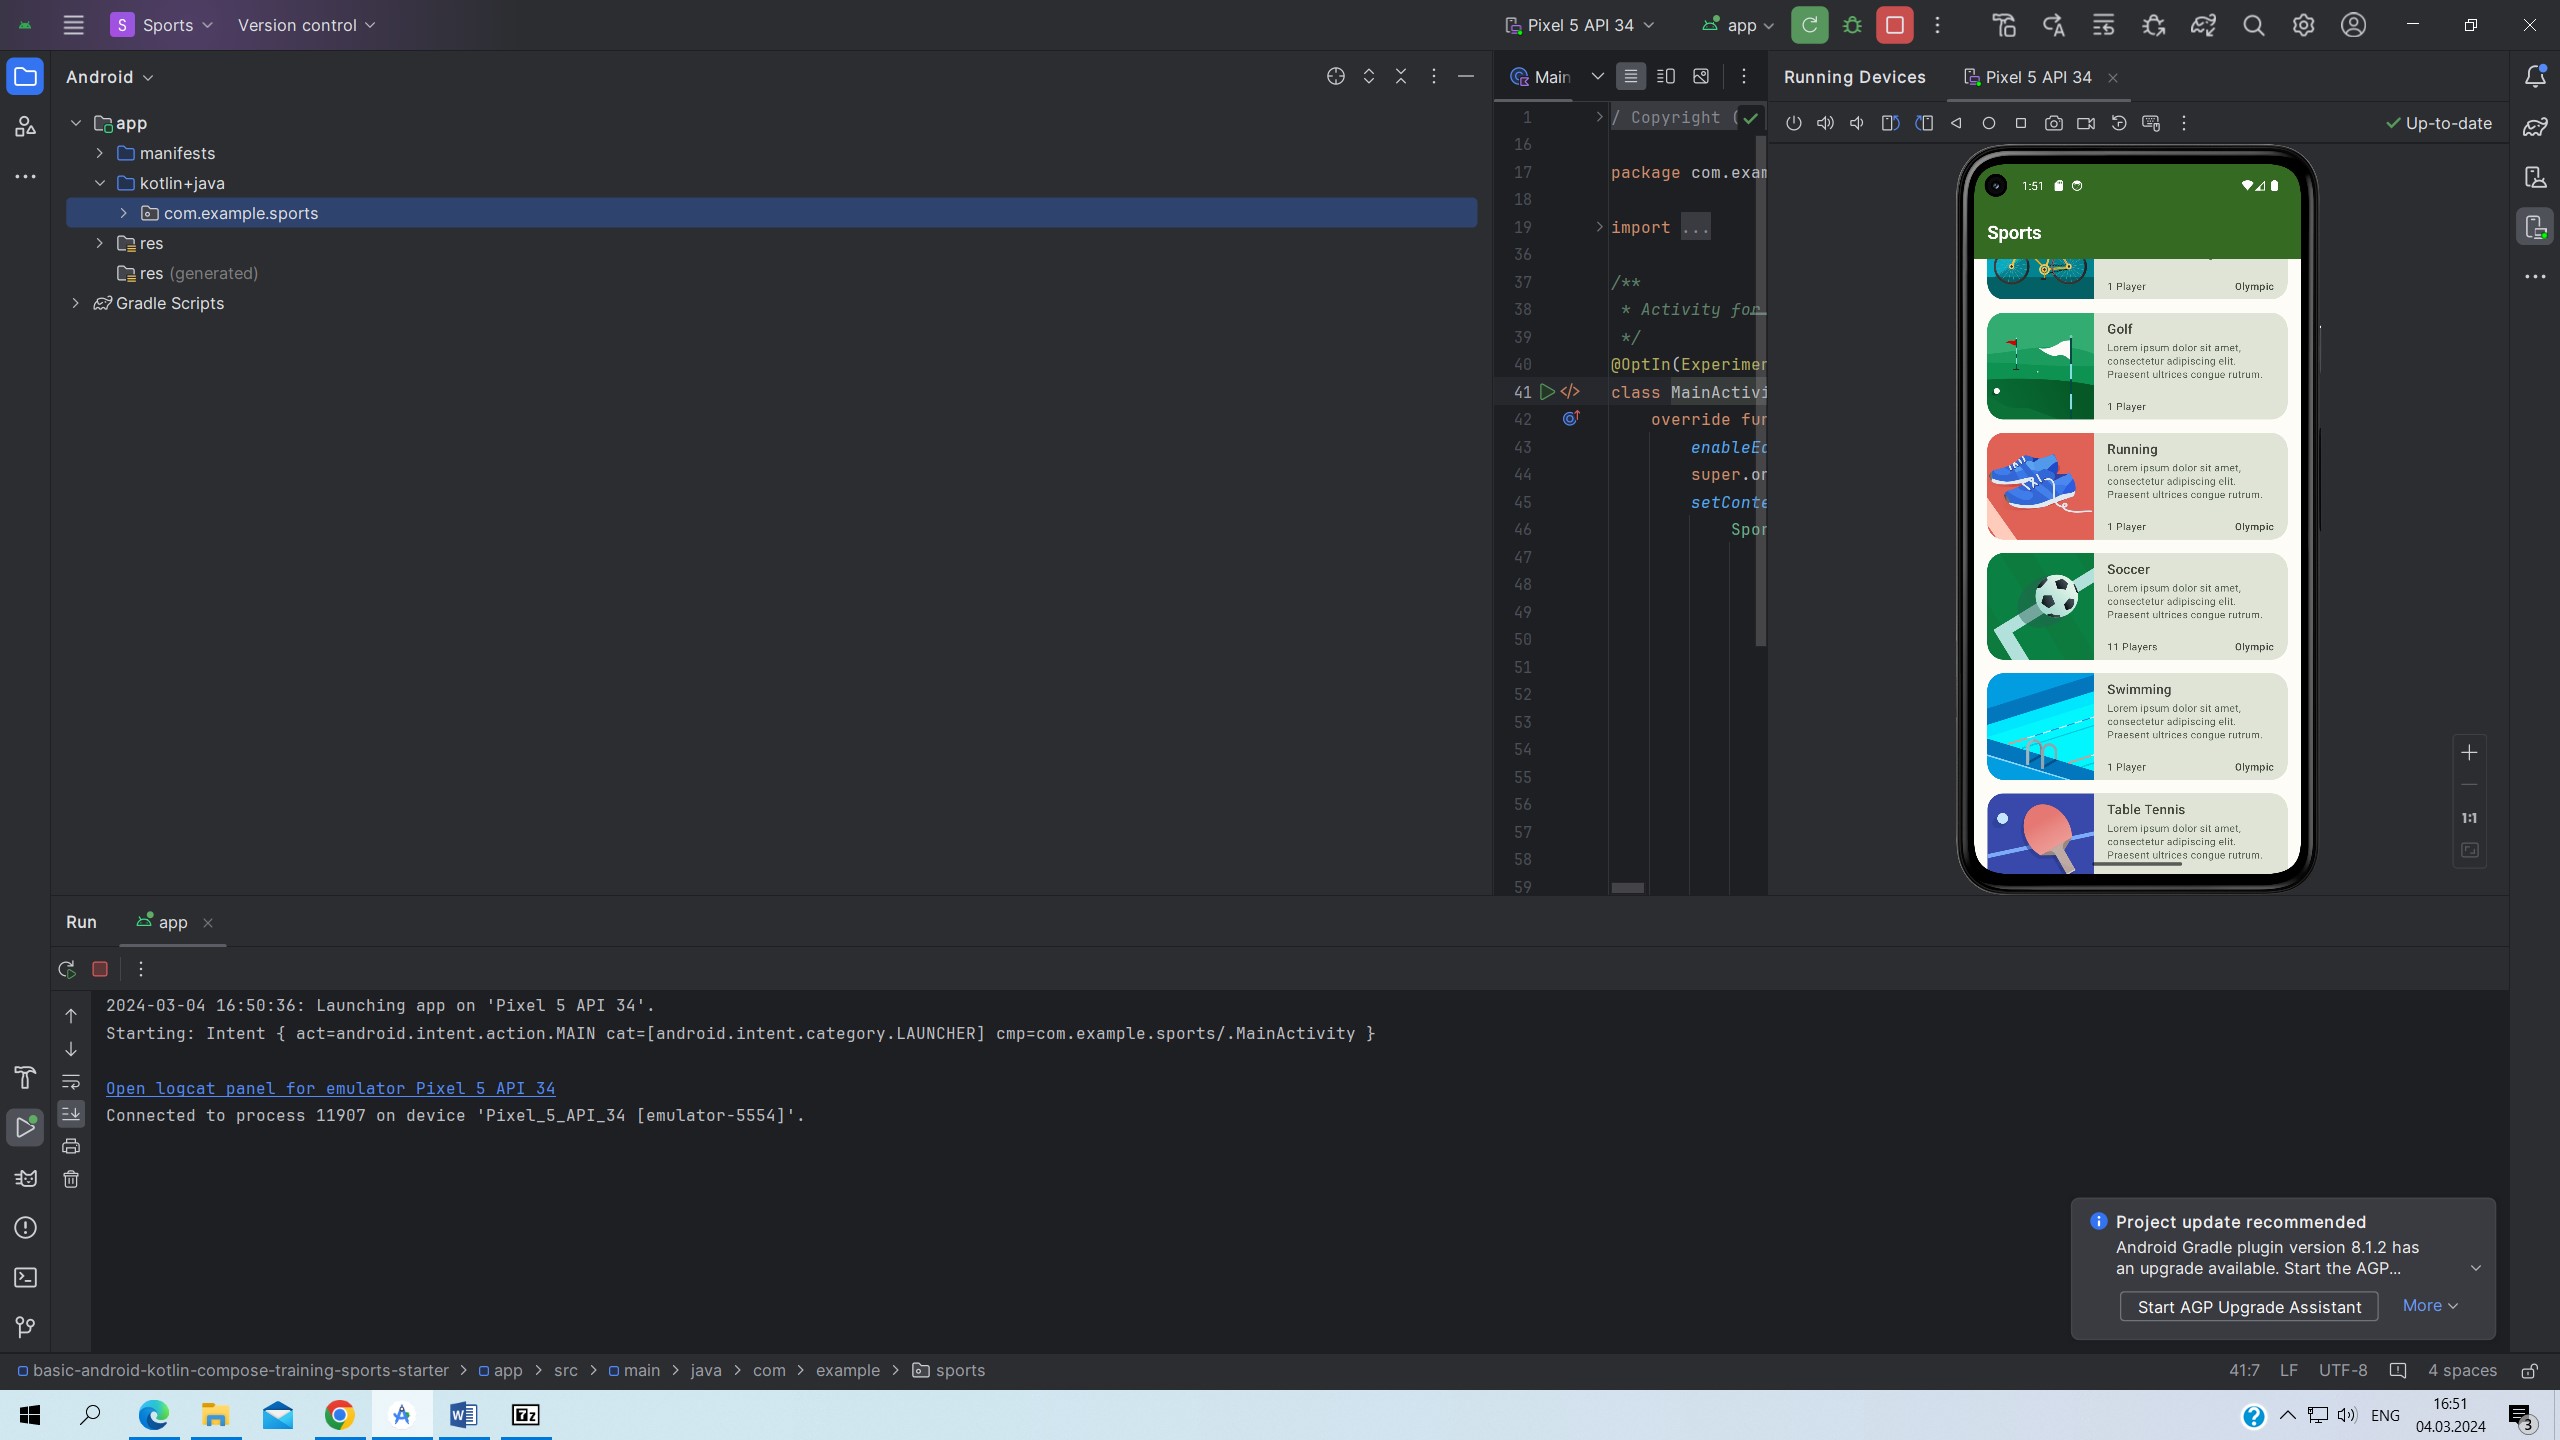 S Sports Version control
Pixel 5 API 34 app
Android
app
manifests
kotlin+java
com.example.sports
res
res (generated)
Gradle Scripts
Main
1 / Copyright (
16
17 package com.exam
18
19 import ...
36
37 /**
38 * Activity for
39 */
40 @OptIn(Experimen
41 class MainActivi
42 override fun
43 enableEd
44 super.on
45 setConte
46 Spor
47
48
49
50
51
52
53
54
55
56
57
58
59
Running Devices Pixel 5 API 34
Up-to-date
1:51
Sports
1 Player Olympic
Golf
Lorem ipsum dolor sit amet,
consectetur adipiscing elit.
Praesent ultrices congue rutrum.
1 Player
Running
Lorem ipsum dolor sit amet,
consectetur adipiscing elit.
Praesent ultrices congue rutrum.
1 Player Olympic
Soccer
Lorem ipsum dolor sit amet,
consectetur adipiscing elit.
Praesent ultrices congue rutrum.
11 Players Olympic
Swimming
Lorem ipsum dolor sit amet,
consectetur adipiscing elit.
Praesent ultrices congue rutrum.
1 Player Olympic
Table Tennis
Lorem ipsum dolor sit amet,
consectetur adipiscing elit.
Praesent ultrices congue rutrum.
1:1
Run app
2024-03-04 16:50:36: Launching app on 'Pixel 5 API 34'.
Starting: Intent { act=android.intent.action.MAIN cat=[android.intent.category.LAUNCHER] cmp=com.example.sports/.MainActivity }
Open logcat panel for emulator Pixel 5 API 34
Connected to process 11907 on device 'Pixel_5_API_34 [emulator-5554]'.
Project update recommended
Android Gradle plugin version 8.1.2 has
an upgrade available. Start the AGP...
Start AGP Upgrade Assistant More
basic-android-kotlin-compose-training-sports-starter > app > src > main > java > com > example > sports
41:7 LF UTF-8 4 spaces
7z
ENG
16:51
04.03.2024
3